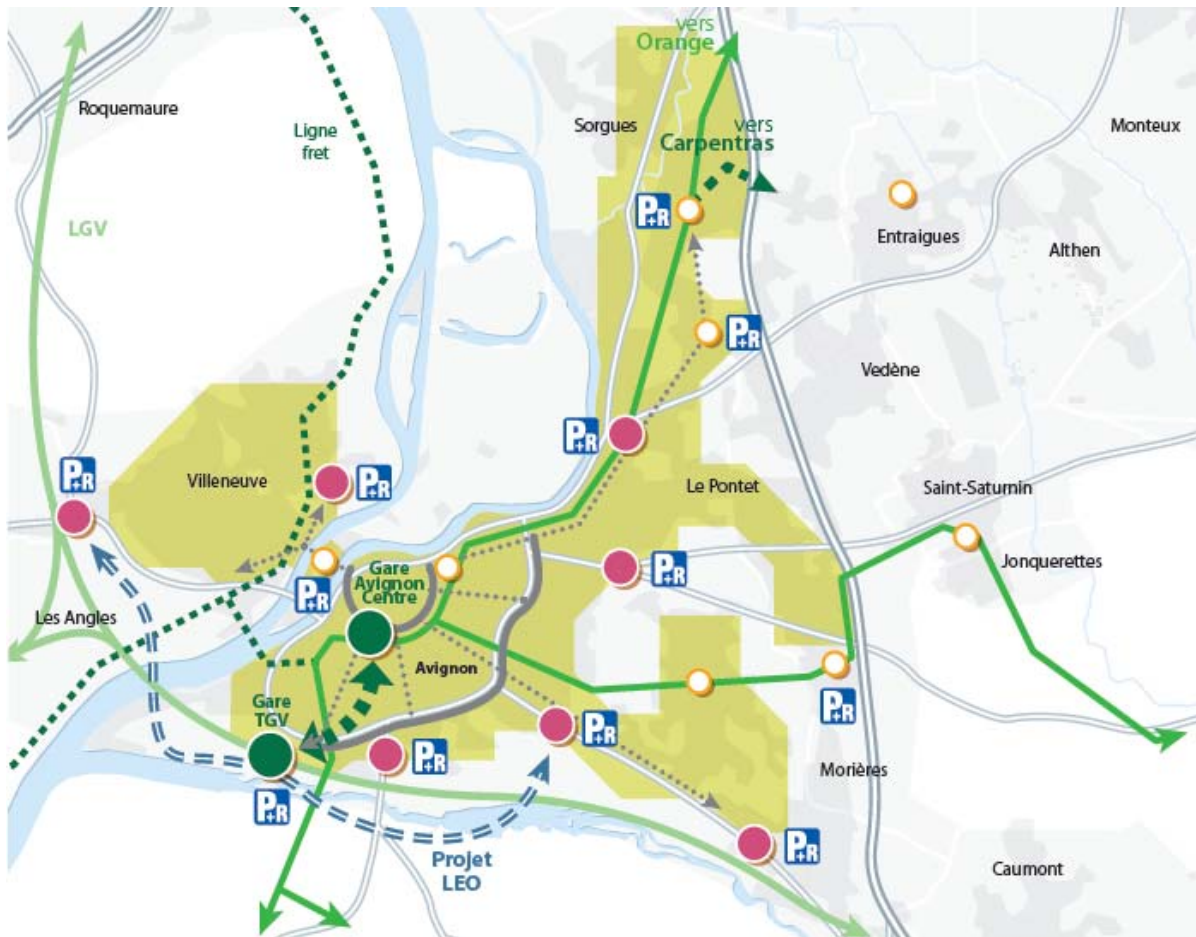 vers
Orange
Roquemaure
Sorgues
Monteux
Ligne
fret
vers
Carpentras
P+R
LGV
Entraigues
Althen
P+R
Vedène
P+R
P+R
Villeneuve
P+R
Le Pontet
Saint-Saturnin
P+R
Jonquerettes
P+R
Gare
Avignon
Centre
Les Angles
Avignon
P+R
Gare
TGV
P+R
P+R
Morières
P+R
P+R
Projet
LEO
Caumont